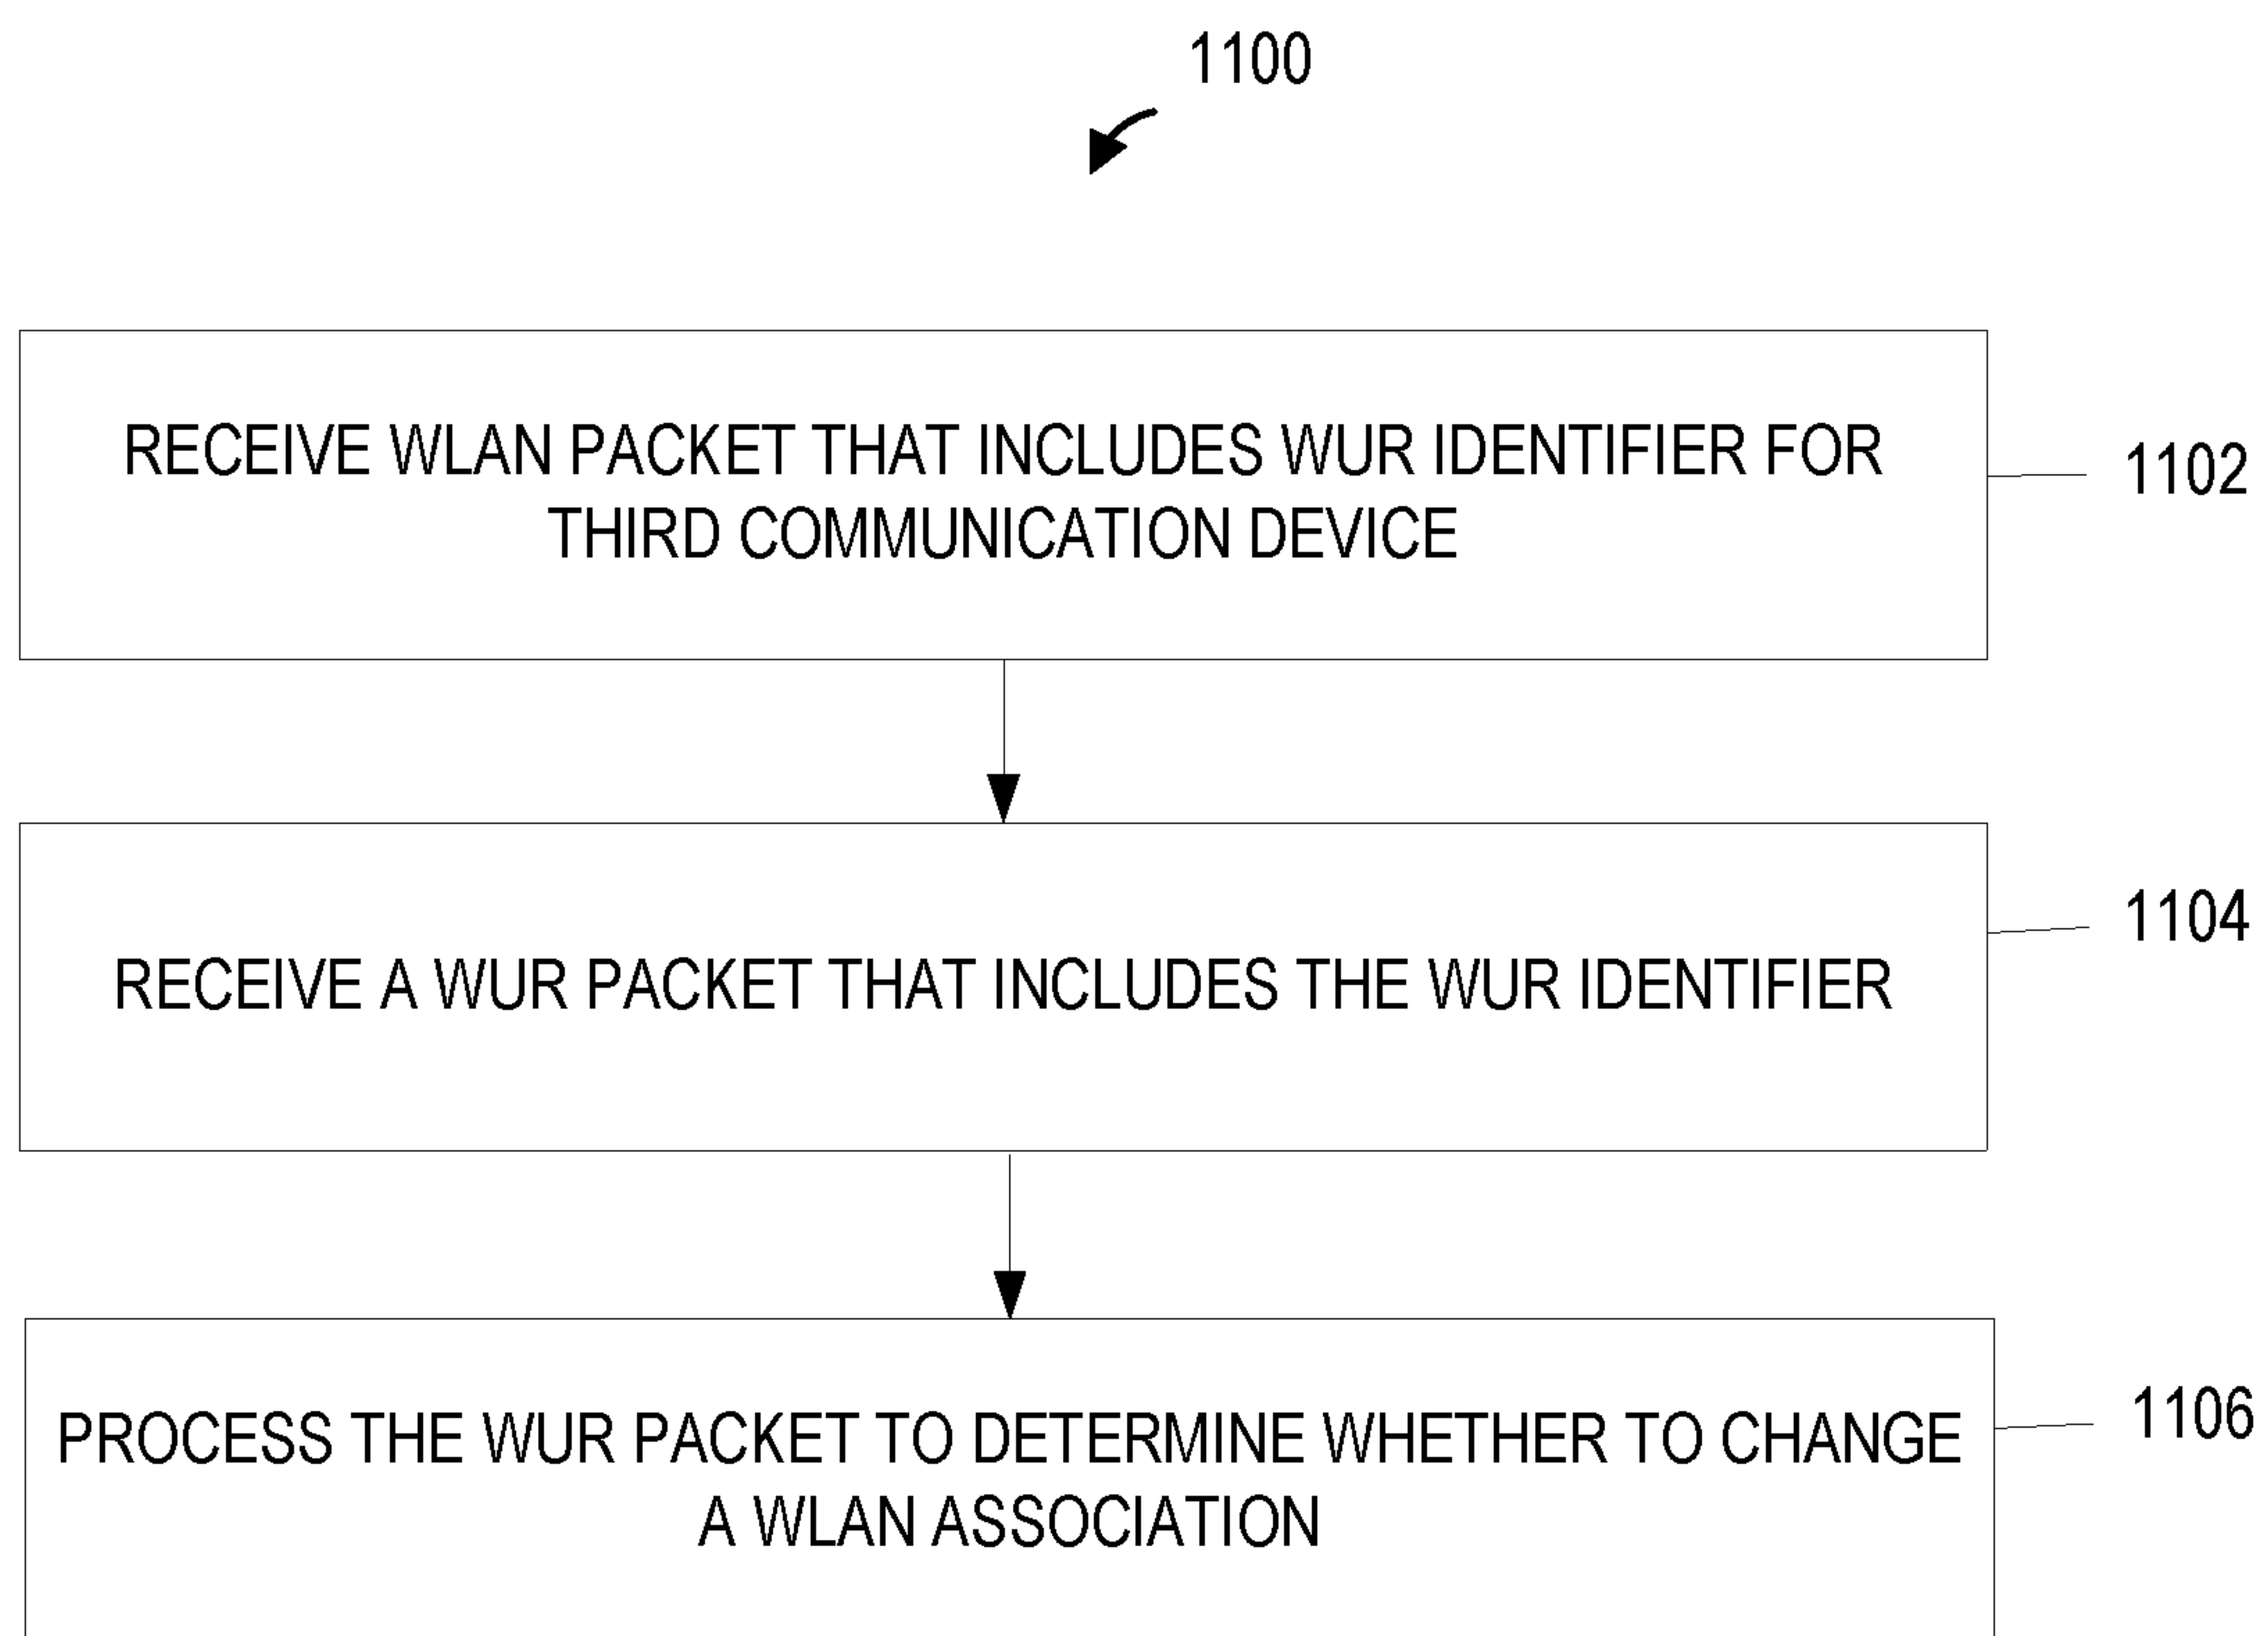 1100
RECEIVE WLAN PACKET THAT INCLUDES WUR IDENTIFIER FOR
THIRD COMMUNICATION DEVICE
1102
RECEIVE A WUR PACKET THAT INCLUDES THE WUR IDENTIFIER
1104
PROCESS THE WUR PACKET TO DETERMINE WHETHER TO CHANGE
A WLAN ASSOCIATION
1106